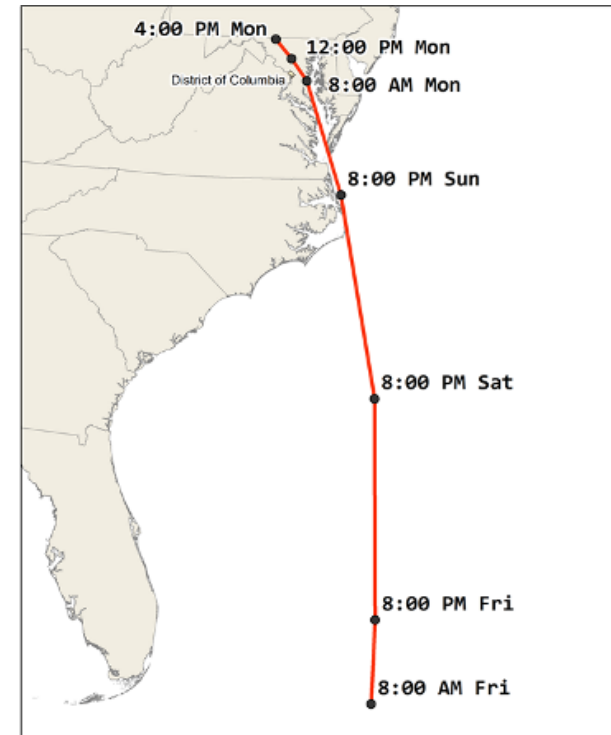 4:00 PM Mon
12:00 PM Mon
District of Columbia
8:00 AM Mon
8:00 PM Sun
8:00 PM Sat
8:00 PM Fri
8:00 AM Fri